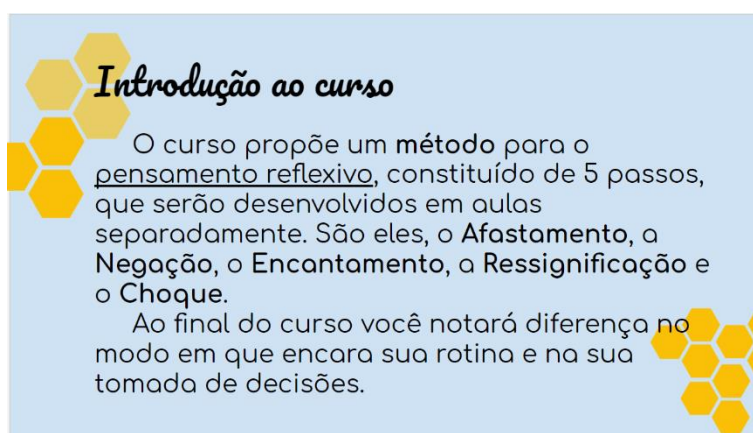 Introdução ao curso
O curso propõe um método para o
pensamento reflexivo, constituído de 5 passos,
que serão desenvolvidos em aulas
separadamente. São eles, o Afastamento, a
Negação, o Encantamento, a Ressignificação e
o Choque.
Ao final do curso você notará diferença no
modo em que encara sua rotina e na sua
tomada de decisões.